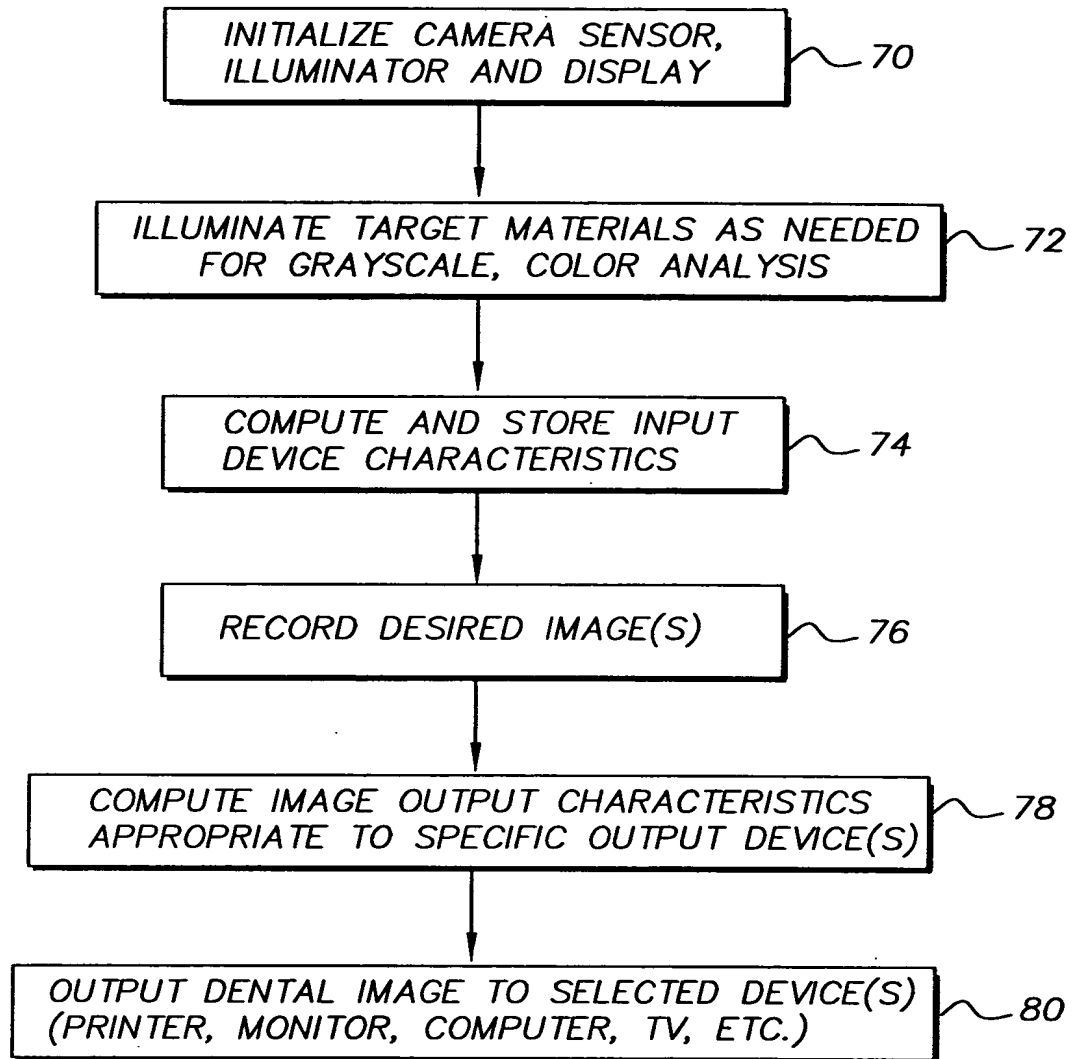 INITIALIZE CAMERA SENSOR,
ILLUMINATOR AND DISPLAY
70
ILLUMINATE TARGET MATERIALS AS NEEDED
FOR GRAYSCALE, COLOR ANALYSIS
72
COMPUTE AND STORE INPUT
DEVICE CHARACTERISTICS
74
RECORD DESIRED IMAGE(S)
76
COMPUTE IMAGE OUTPUT CHARACTERISTICS
APPROPRIATE TO SPECIFIC OUTPUT DEVICE(S)
78
OUTPUT DENTAL IMAGE TO SELECTED DEVICE(S)
(PRINTER, MONITOR, COMPUTER, TV, ETC.)
80